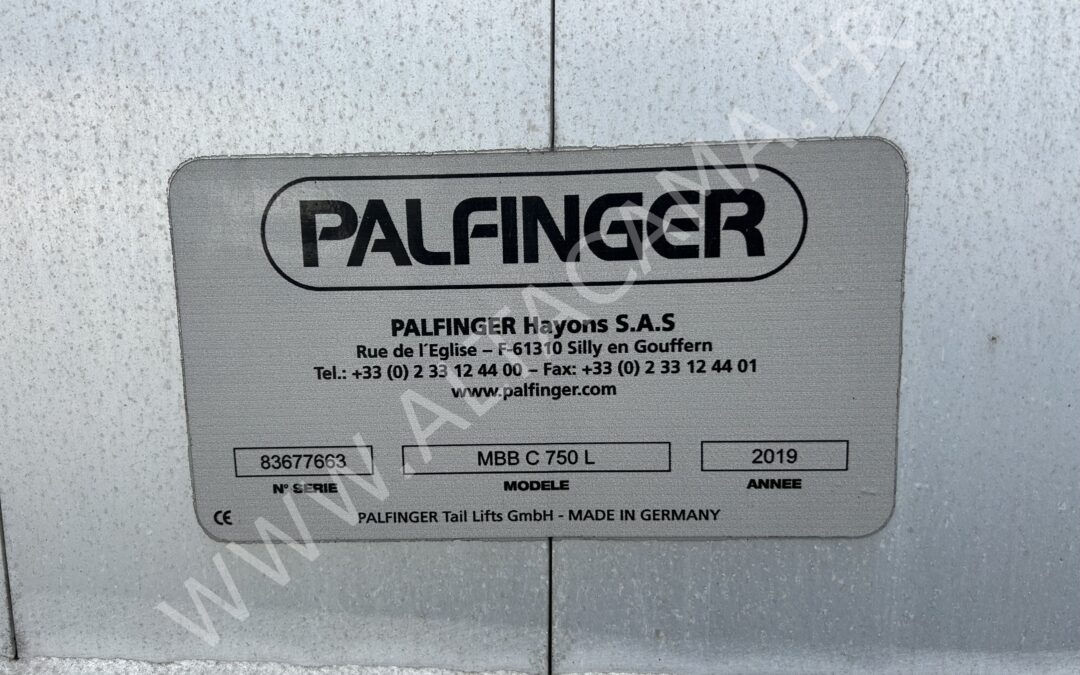 PALFINGER
PALFINGER Hayons S.A.S
Rue de l´Eglise – F-61310 Silly en Gouffern
Tel.: +33 (0) 2 33 12 44 00 – Fax: +33 (0) 2 33 12 44 01
www.palfinger.com
83677663 MBB C 750 L 2019
N° SERIE MODELE ANNEE
CE PALFINGER Tail Lifts GmbH - MADE IN GERMANY
WWW.ALTACAMA.FR